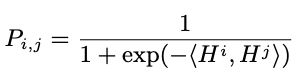 P_{i,j} = \frac{1}{1 + \exp(-\langle H^i, H^j \rangle)}